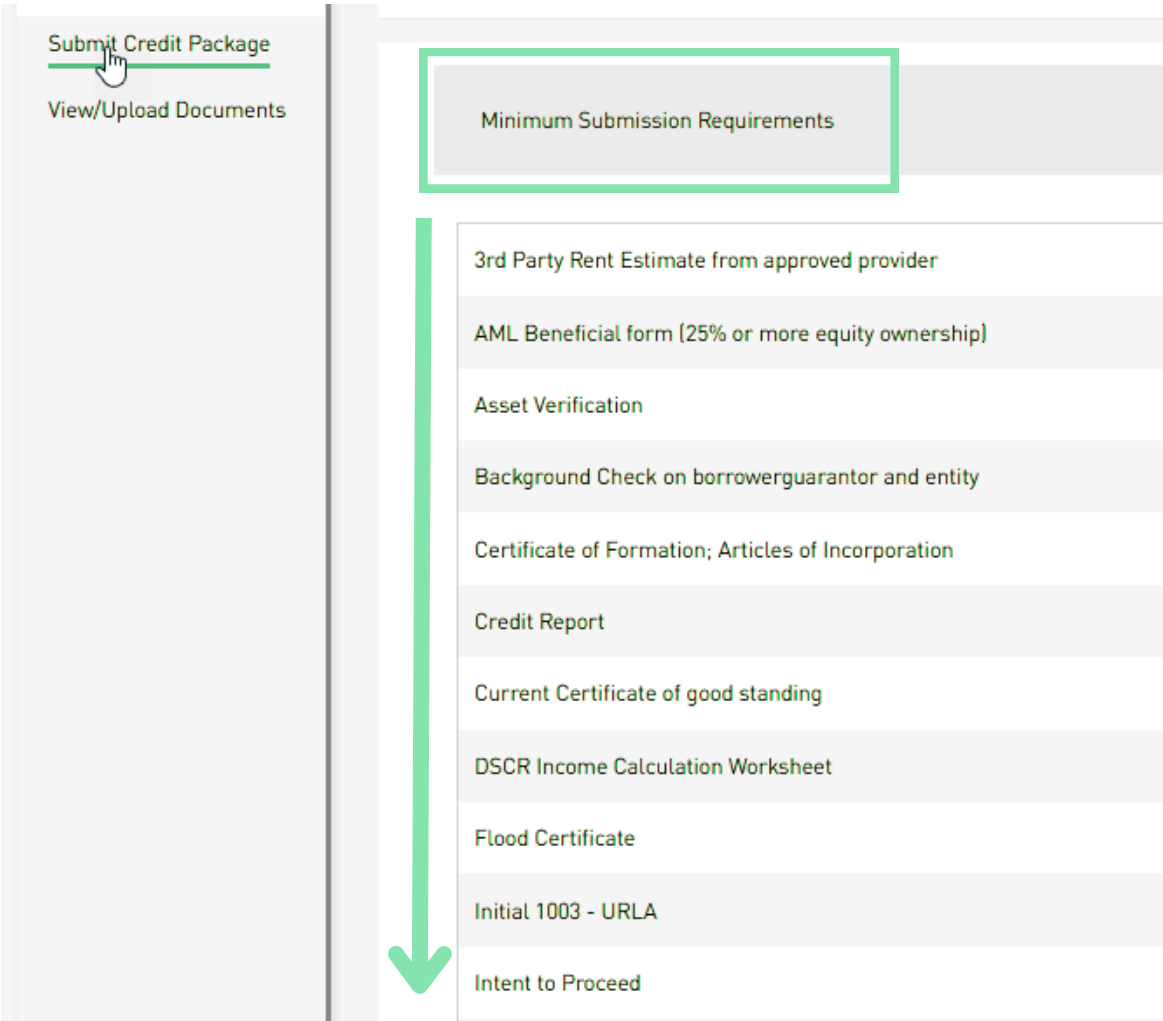 Submit Credit Package
View/Upload Documents
Minimum Submission Requirements
3rd Party Rent Estimate from approved provider
AML Beneficial form (25% or more equity ownership)
Asset Verification
Background Check on borrowerguarantor and entity
Certificate of Formation; Articles of Incorporation
Credit Report
Current Certificate of good standing
DSCR Income Calculation Worksheet
Flood Certificate
Initial 1003 - URLA
Intent to Proceed